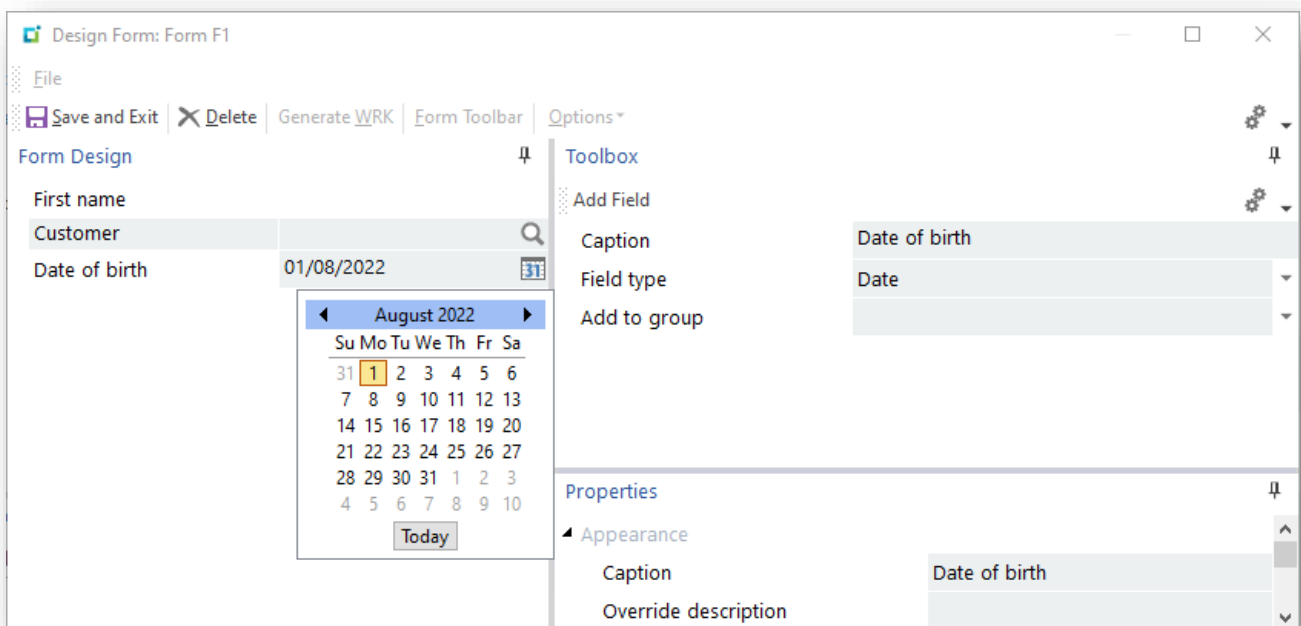 Design Form: Form F1
File
Save and Exit Delete Generate WRK Form Toolbar Options
Form Design
First name
Customer
Date of birth 01/08/2022 31
August 2022
Su Mo Tu We Th Fr Sa
31 1 2 3 4 5 6
7 8 9 10 11 12 13
14 15 16 17 18 19 20
21 22 23 24 25 26 27
28 29 30 31 1 2 3
4 5 6 7 8 9 10
Today
Toolbox
Add Field
Caption Date of birth
Field type Date
Add to group
Properties
Appearance
Caption Date of birth
Override description